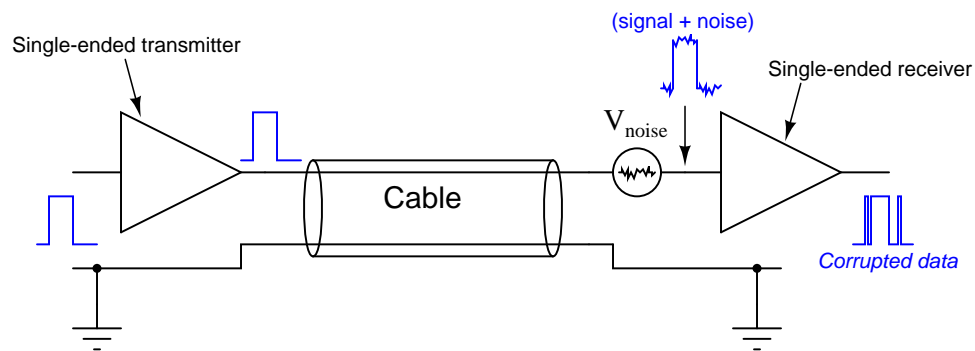 (signal + noise)
Single-ended transmitter
Single-ended receiver
Vnoise
Cable
Corrupted data